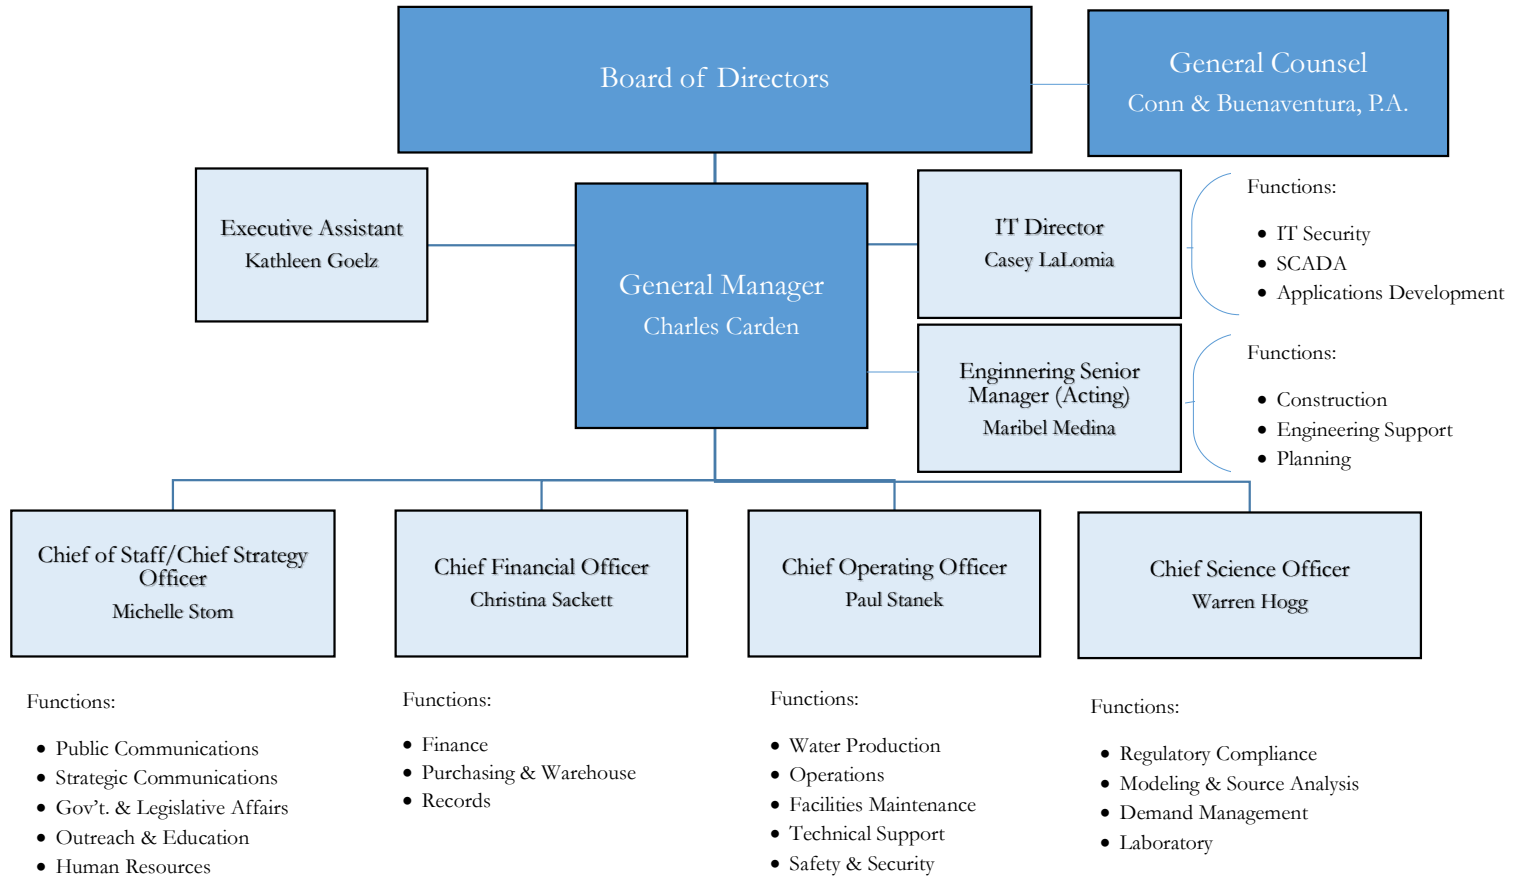 Board of Directors
General Counsel
Conn & Buenaventura, P.A.
Executive Assistant
Kathleen Goelz
General Manager
Charles Carden
IT Director
Casey LaLomia
Functions:
• IT Security
• SCADA
• Applications Development
Enginnering Senior
Manager (Acting)
Maribel Medina
Functions:
• Construction
• Engineering Support
• Planning
Chief of Staff/Chief Strategy
Officer
Michelle Stom
Chief Financial Officer
Christina Sackett
Chief Operating Officer
Paul Stanek
Chief Science Officer
Warren Hogg
Functions:
• Public Communications
• Strategic Communications
• Gov't. & Legislative Affairs
• Outreach & Education
• Human Resources
Functions:
• Finance
• Purchasing & Warehouse
• Records
Functions:
• Water Production
• Operations
• Facilities Maintenance
• Technical Support
• Safety & Security
Functions:
• Regulatory Compliance
• Modeling & Source Analysis
• Demand Management
• Laboratory